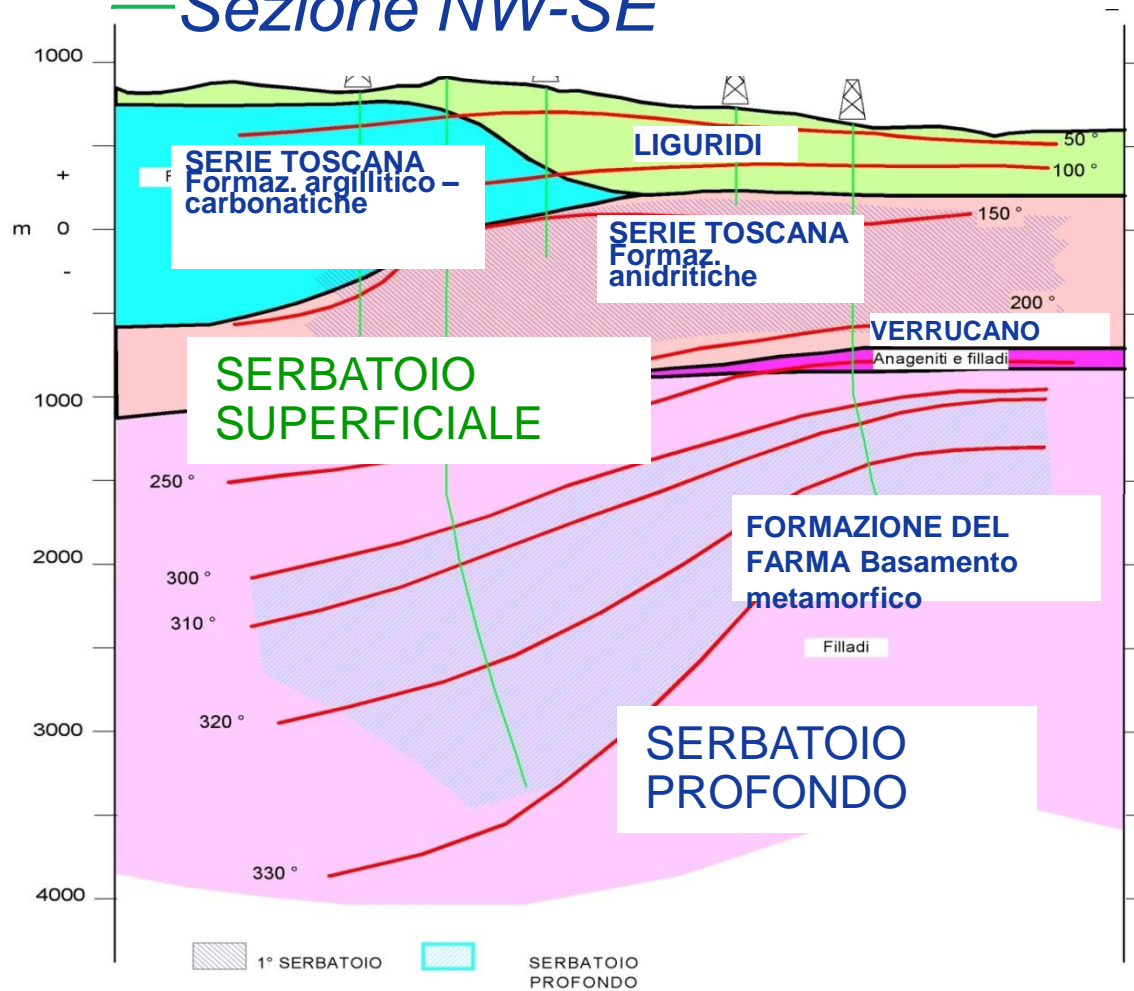 Sezione NW-SE
1000
LIGURIDI
50 °
SERIE TOSCANA
Formaz. argillitico –
carbonatiche
100 °
+
m
0
-
150 °
SERIE TOSCANA
Formaz.
anidritiche
200 °
VERRUCANO
Anageniti e filladi
SERBATOIO
SUPERFICIALE
1000
250 °
FORMAZIONE DEL
FARMA Basamento
metamorfico
2000
300 °
310 °
Filladi
320 °
3000
SERBATOIO
PROFONDO
330 °
4000
1° SERBATOIO
SERBATOIO
PROFONDO